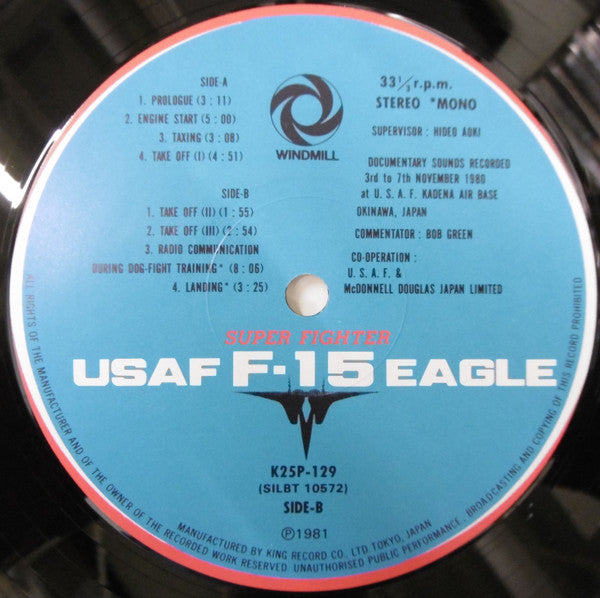 SIDE-A
1. PROLOGUE (3 : 11)
2. ENGINE START (5 : 00)
3. TAXING (3 : 08)
4. TAKE OFF (I) (4 : 51)
SIDE-B
1. TAKE OFF (II) (1 : 55)
2. TAKE OFF (III) (2 : 54)
3. RADIO COMMUNICATION
DURING DOG-FIGHT TRAINING* (8 : 06)
4. LANDING* (3 : 25)
WINDMILL
33 1/3 r.p.m.
STEREO *MONO
SUPERVISOR : HIDEO AOKI
DOCUMENTARY SOUNDS RECORDED
3rd to 7th NOVEMBER 1980
at U. S. A. F. KADENA AIR BASE
OKINAWA, JAPAN
COMMENTATOR : BOB GREEN
CO-OPERATION :
U. S. A. F. &
McDONNELL DOUGLAS JAPAN LIMITED
SUPER FIGHTER
USAF F-15 EAGLE
K25P-129
(SILBT 10572)
SIDE-B
Ⓟ1981
MANUFACTURED BY KING RECORD CO. LTD TOKYO, JAPAN
ALL RIGHTS OF THE MANUFACTURER AND OF THE OWNER OF THE RECORDED WORK RESERVED. UNAUTHORISED PUBLIC PERFORMANCE, BROADCASTING AND COPYING OF THIS RECORD PROHIBITED